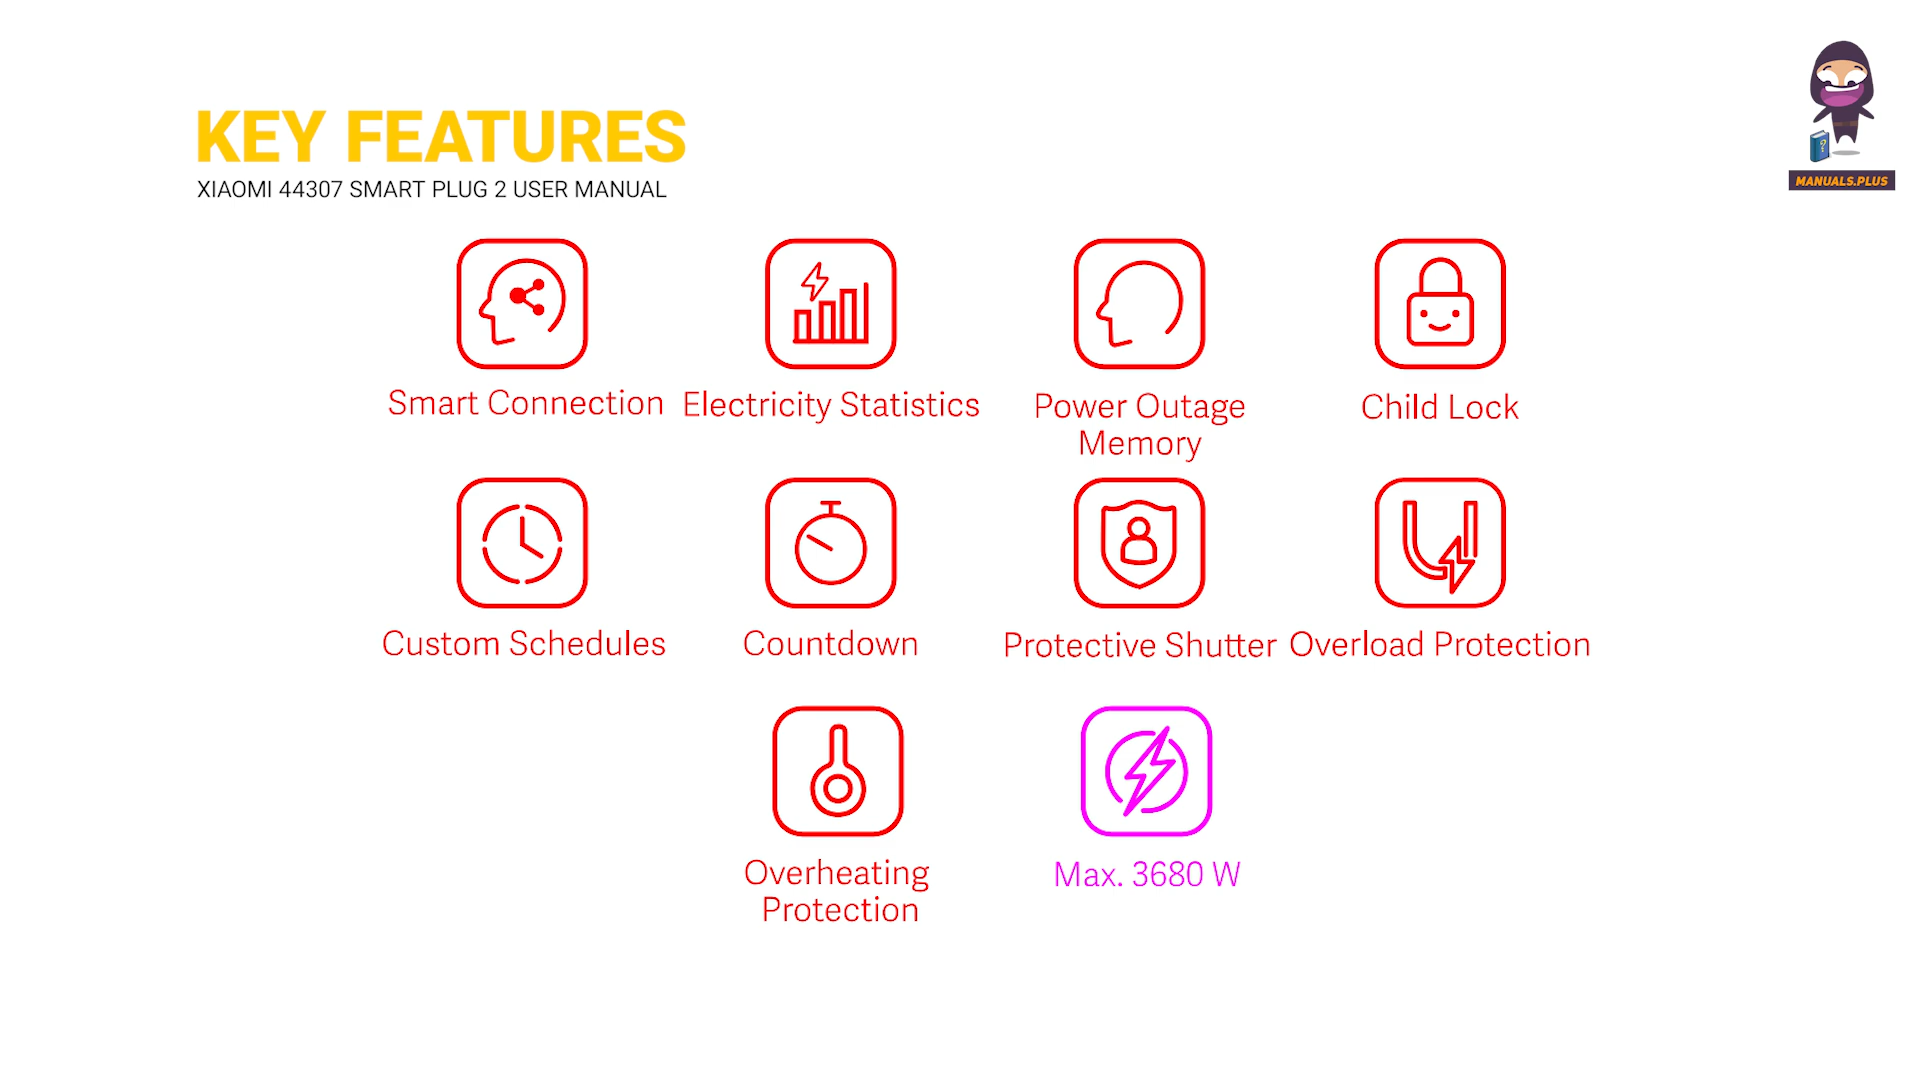 KEY FEATURES
XIAOMI 44307 SMART PLUG 2 USER MANUAL
MANUALS.PLUS
Smart Connection
Electricity Statistics
Power Outage
Memory
Child Lock
Custom Schedules
Countdown
Protective Shutter
Overload Protection
Overheating
Protection
Max. 3680 W